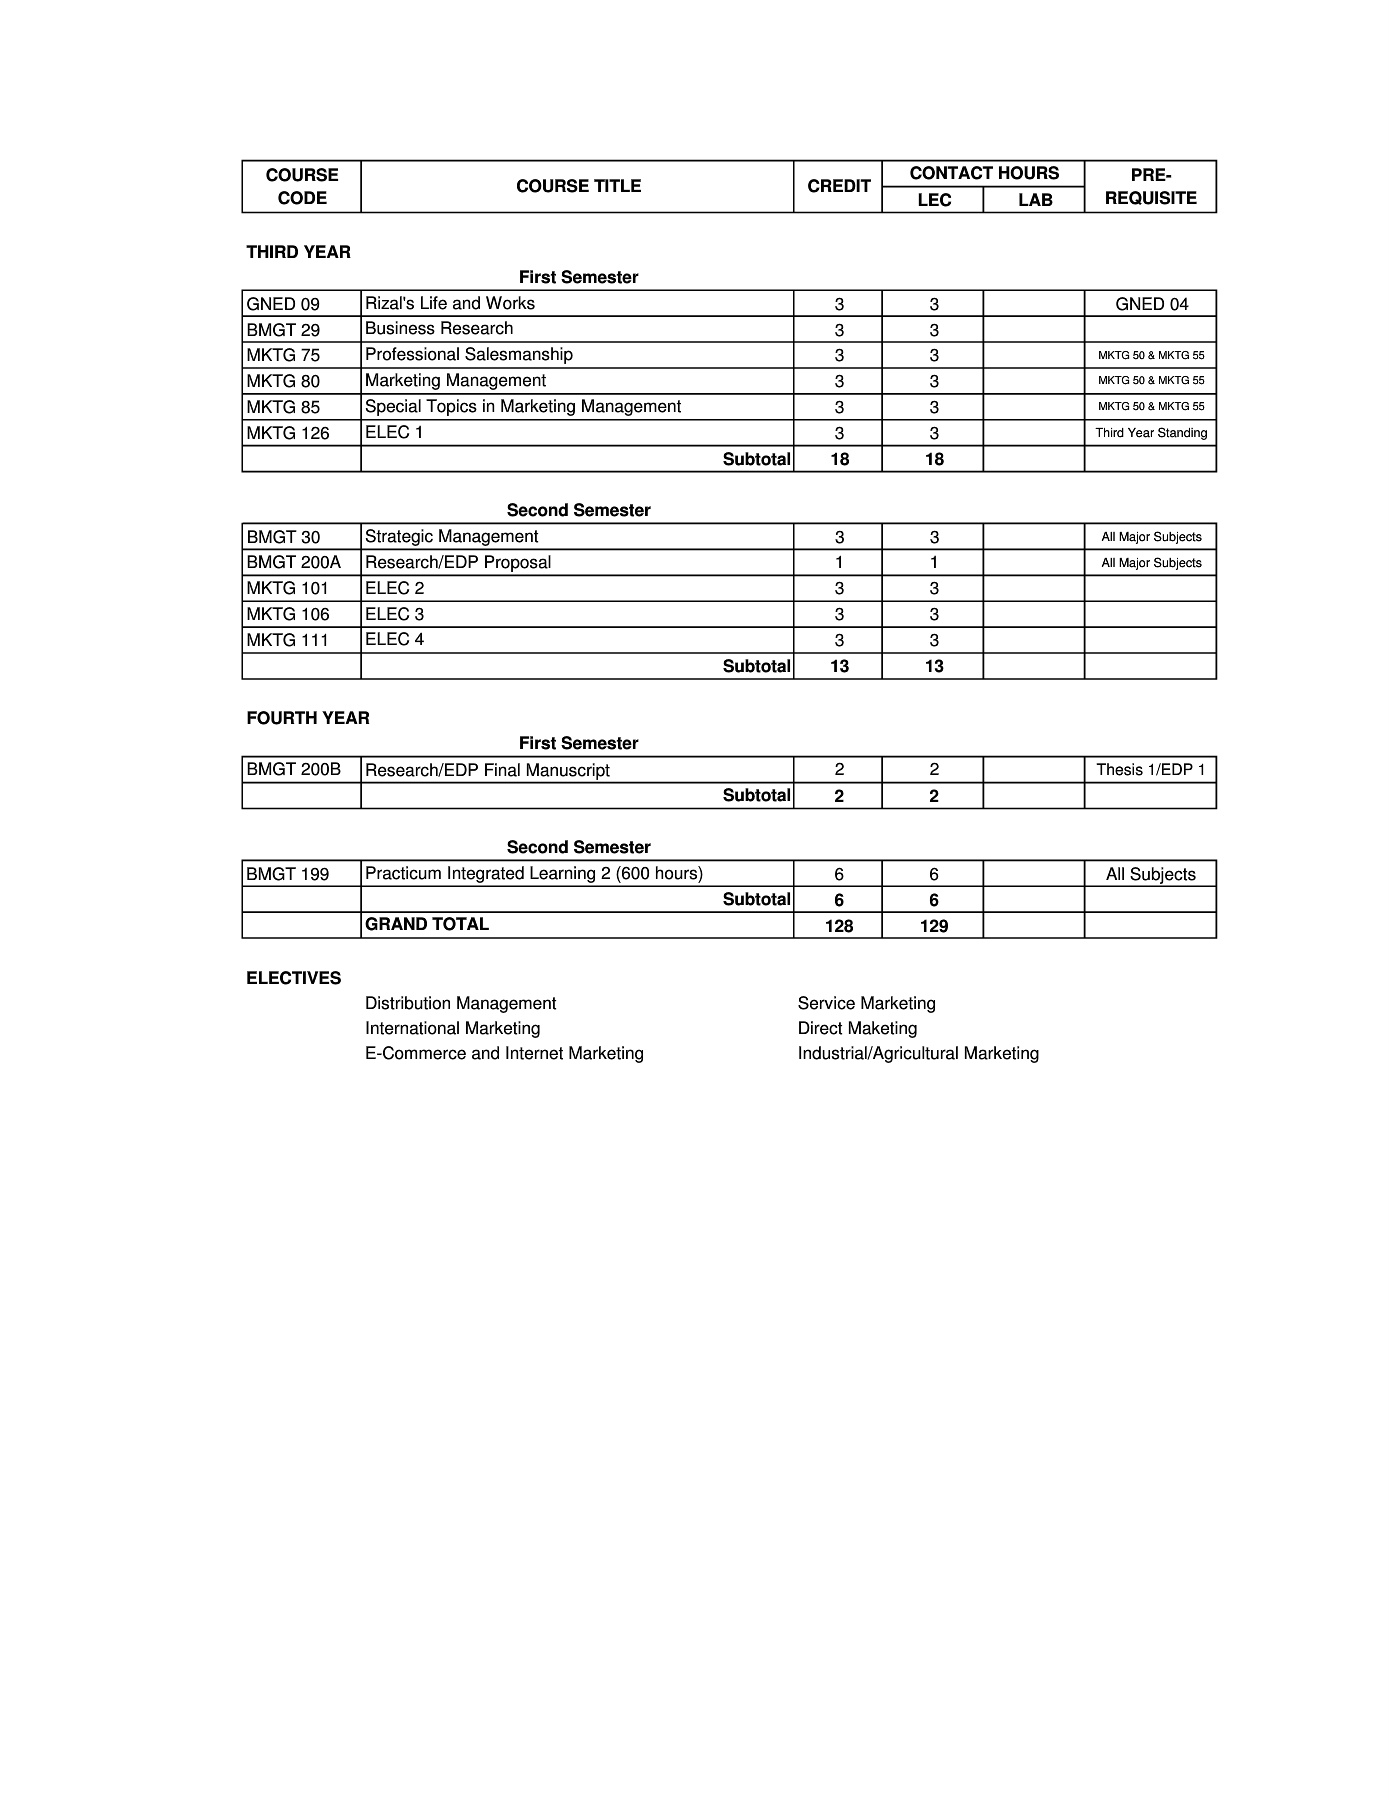 COURSE CODE COURSE TITLE CREDIT CONTACT HOURS LEC LAB PRE-REQUISITE
THIRD YEAR
First Semester
GNED 09 Rizal's Life and Works 3 3 GNED 04
BMGT 29 Business Research 3 3
MKTG 75 Professional Salesmanship 3 3 MKTG 50 & MKTG 55
MKTG 80 Marketing Management 3 3 MKTG 50 & MKTG 55
MKTG 85 Special Topics in Marketing Management 3 3 MKTG 50 & MKTG 55
MKTG 126 ELEC 1 3 3 Third Year Standing
Subtotal 18 18
Second Semester
BMGT 30 Strategic Management 3 3 All Major Subjects
BMGT 200A Research/EDP Proposal 1 1 All Major Subjects
MKTG 101 ELEC 2 3 3
MKTG 106 ELEC 3 3 3
MKTG 111 ELEC 4 3 3
Subtotal 13 13
FOURTH YEAR
First Semester
BMGT 200B Research/EDP Final Manuscript 2 2 Thesis 1/EDP 1
Subtotal 2 2
Second Semester
BMGT 199 Practicum Integrated Learning 2 (600 hours) 6 6 All Subjects
Subtotal 6 6
GRAND TOTAL 128 129
ELECTIVES
Distribution Management Service Marketing
International Marketing Direct Maketing
E-Commerce and Internet Marketing Industrial/Agricultural Marketing